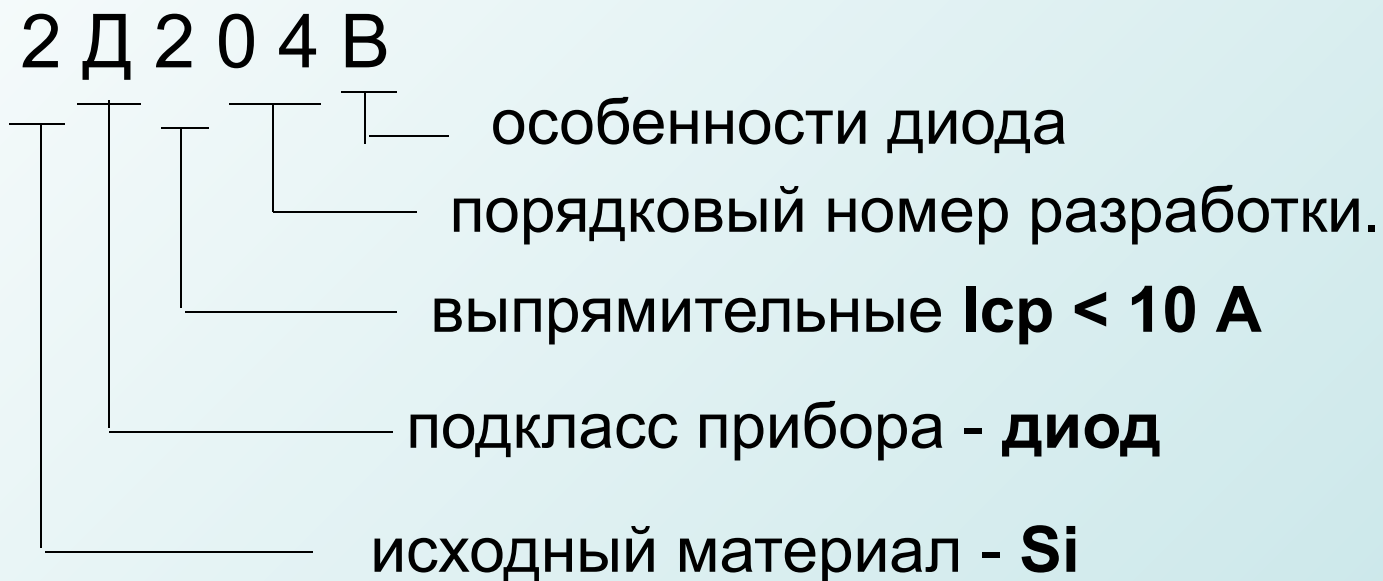 2 Д 2 0 4 В
особенности диода
порядковый номер разработки.
выпрямительные Iср < 10 А
подкласс прибора - диод
исходный материал - Si